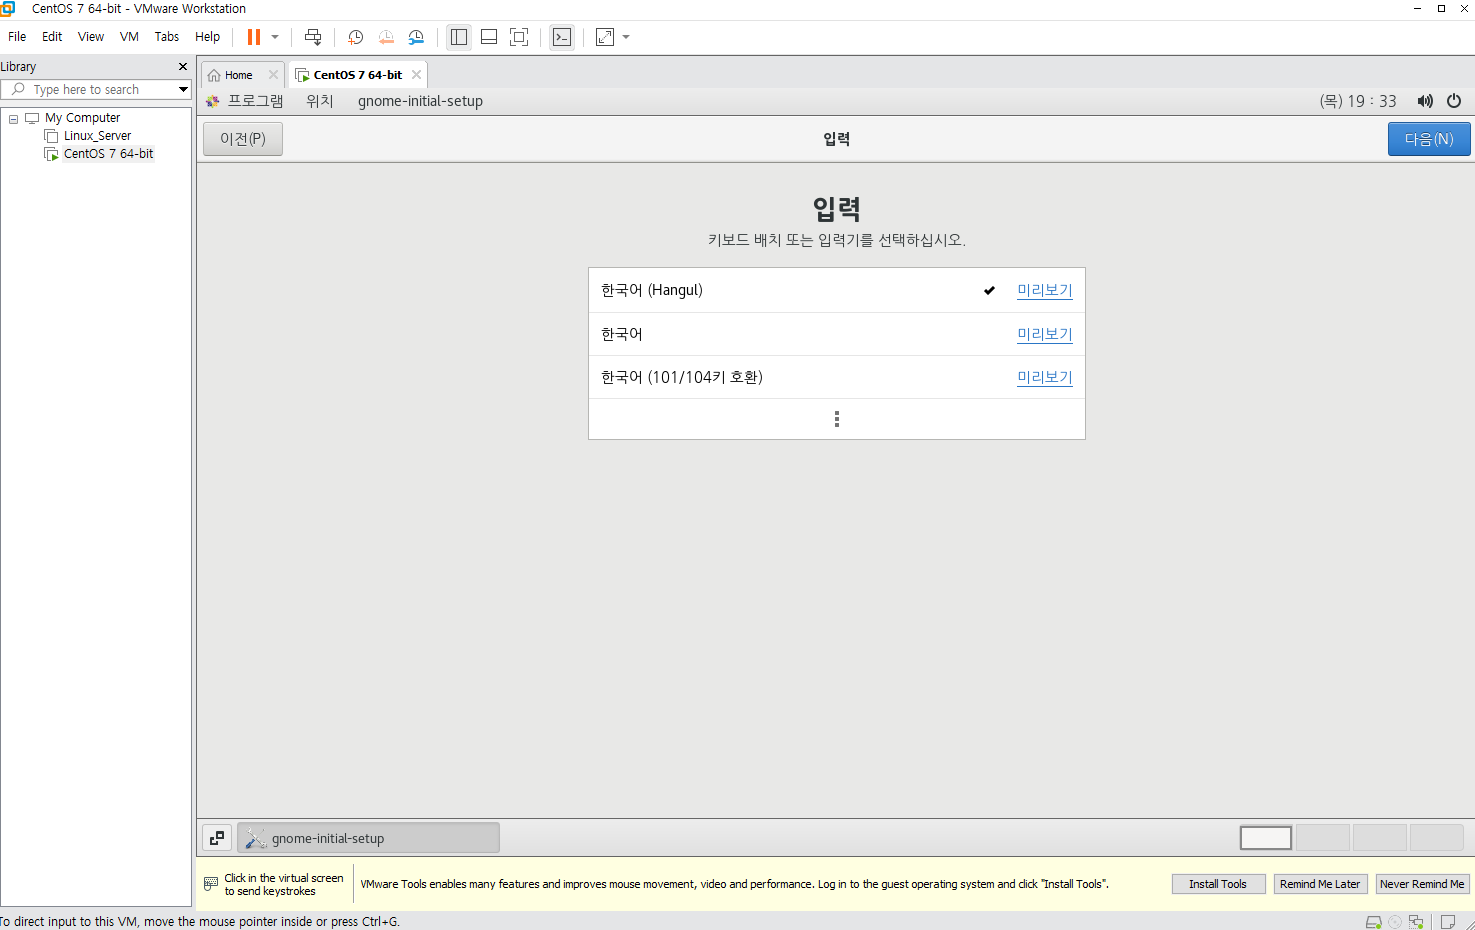 CentOS 7 64-bit - VMware Workstation
File Edit View VM Tabs Help
Library
Type here to search
My Computer
Linux_Server
CentOS 7 64-bit
Home
CentOS 7 64-bit
프로그램 위치 gnome-initial-setup (목) 19 : 33
이전(P) 입력 다음(N)
입력
키보드 배치 또는 입력기를 선택하십시오.
한국어 (Hangul) 미리보기
한국어 미리보기
한국어 (101/104키 호환) 미리보기
gnome-initial-setup
Click in the virtual screen
to send keystrokes
VMware Tools enables many features and improves mouse movement, video and performance. Log in to the guest operating system and click "Install Tools".
Install Tools Remind Me Later Never Remind Me
To direct input to this VM, move the mouse pointer inside or press Ctrl+G.